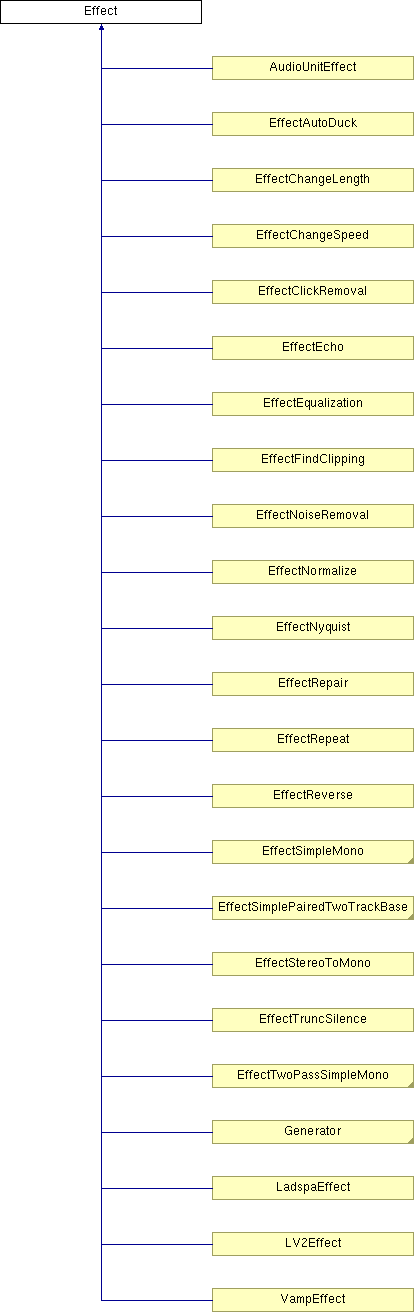 Effect
AudioUnitEffect
EffectAutoDuck
EffectChangeLength
EffectChangeSpeed
EffectClickRemoval
EffectEcho
EffectEqualization
EffectFindClipping
EffectNoiseRemoval
EffectNormalize
EffectNyquist
EffectRepair
EffectRepeat
EffectReverse
EffectSimpleMono
EffectSimplePairedTwoTrackBase
EffectStereoToMono
EffectTruncSilence
EffectTwoPassSimpleMono
Generator
LadspaEffect
LV2Effect
VampEffect